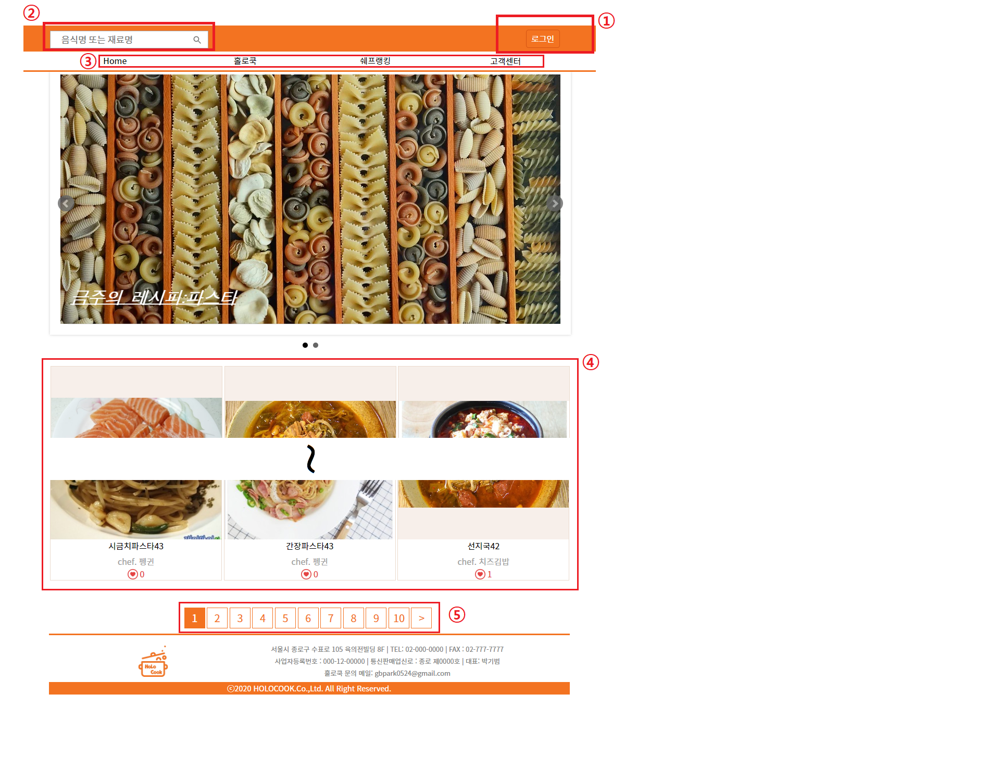 ②
①
음식명 또는 재료명
로그인
③
Home 홀로쿡 쉐프랭킹 고객센터
금주의 레시피:파스타
④
시금치파스타43 간장파스타43 선지국42
chef. 펭귄 chef. 펭귄 chef. 치즈김밥
0 0 1
1 2 3 4 5 6 7 8 9 10 >
⑤
서울시 종로구 수표로 105 육의전빌딩 8F | TEL: 02-000-0000 | FAX : 02-777-7777
사업자등록번호 : 000-12-00000 | 통신판매업신로 : 종로 제0000호 | 대표: 박기범
홀로쿡 문의 메일: gbpark0524@gmail.com
HoLo
Cook
ⓒ2020 HOLOCOOK.Co.,Ltd. All Right Reserved.